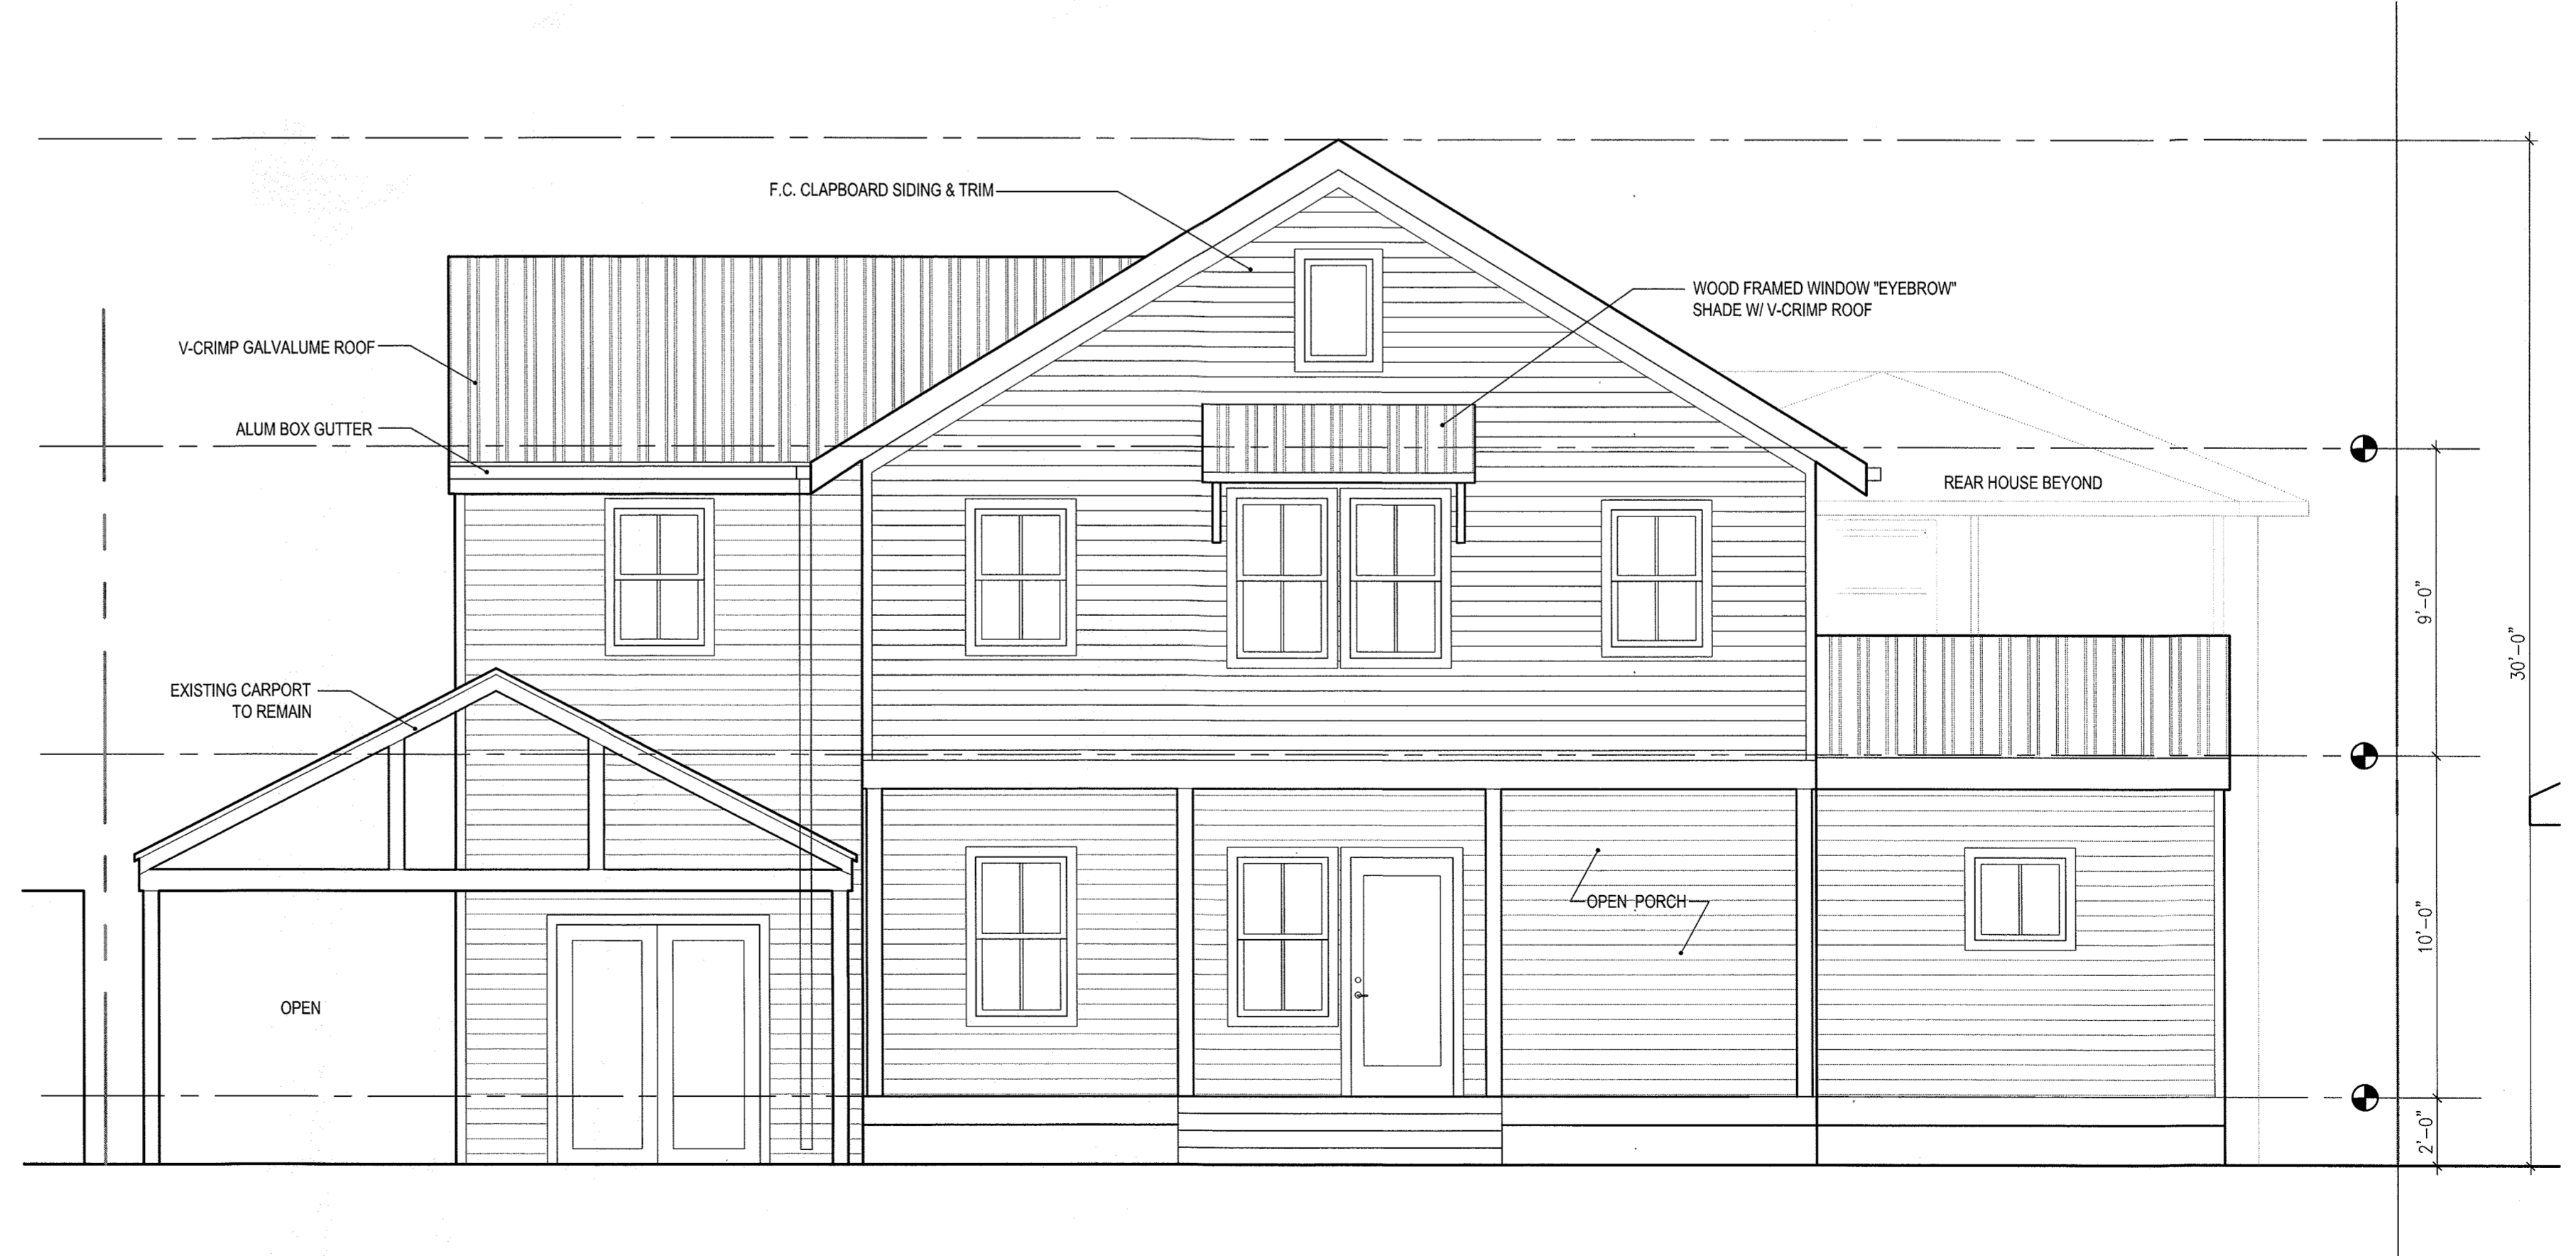 F.C. CLAPBOARD SIDING & TRIM
WOOD FRAMED WINDOW "EYEBROW"
SHADE W/ V-CRIMP ROOF
V-CRIMP GALVALUME ROOF
ALUM BOX GUTTER
REAR HOUSE BEYOND
9'-0"
30'-0"
EXISTING CARPORT
TO REMAIN
OPEN PORCH
10'-0"
OPEN
2'-0"